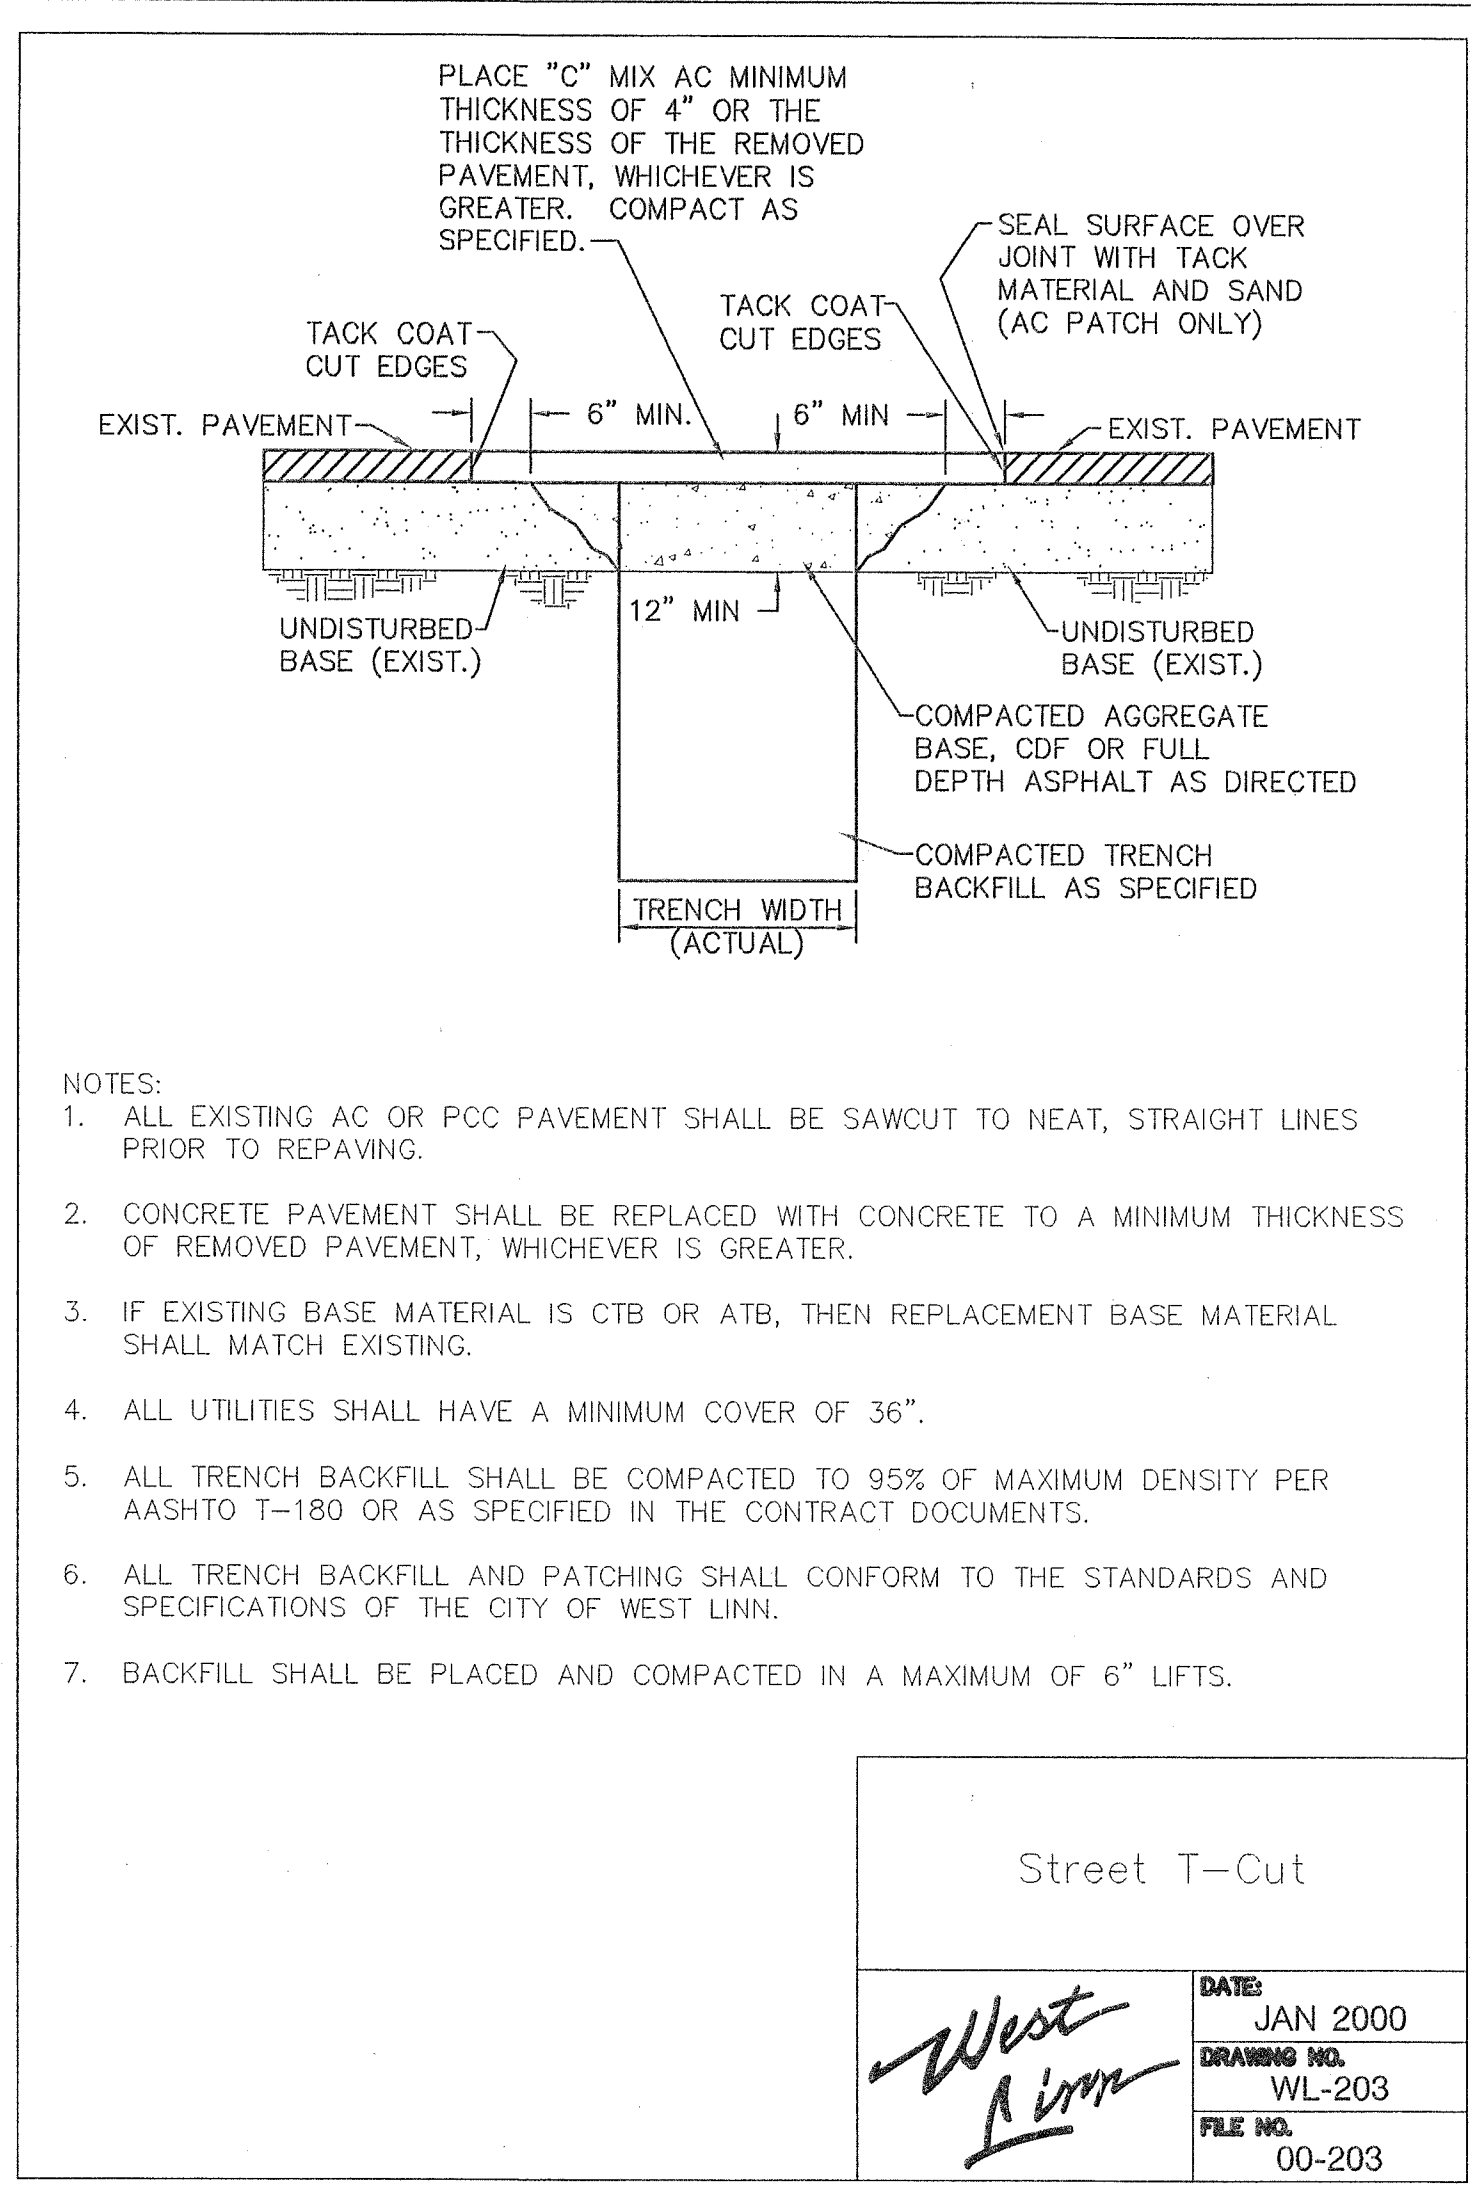 PLACE "C" MIX AC MINIMUM
THICKNESS OF 4" OR THE
THICKNESS OF THE REMOVED
PAVEMENT, WHICHEVER IS
GREATER. COMPACT AS
SPECIFIED.
SEAL SURFACE OVER
JOINT WITH TACK
MATERIAL AND SAND
(AC PATCH ONLY)
TACK COAT
CUT EDGES
TACK COAT
CUT EDGES
EXIST. PAVEMENT
6" MIN.
6" MIN
EXIST. PAVEMENT
12" MIN
UNDISTURBED
BASE (EXIST.)
UNDISTURBED
BASE (EXIST.)
COMPACTED AGGREGATE
BASE, CDF OR FULL
DEPTH ASPHALT AS DIRECTED
COMPACTED TRENCH
BACKFILL AS SPECIFIED
TRENCH WIDTH
(ACTUAL)
NOTES:
1. ALL EXISTING AC OR PCC PAVEMENT SHALL BE SAWCUT TO NEAT, STRAIGHT LINES
PRIOR TO REPAVING.
2. CONCRETE PAVEMENT SHALL BE REPLACED WITH CONCRETE TO A MINIMUM THICKNESS
OF REMOVED PAVEMENT, WHICHEVER IS GREATER.
3. IF EXISTING BASE MATERIAL IS CTB OR ATB, THEN REPLACEMENT BASE MATERIAL
SHALL MATCH EXISTING.
4. ALL UTILITIES SHALL HAVE A MINIMUM COVER OF 36".
5. ALL TRENCH BACKFILL SHALL BE COMPACTED TO 95% OF MAXIMUM DENSITY PER
AASHTO T-180 OR AS SPECIFIED IN THE CONTRACT DOCUMENTS.
6. ALL TRENCH BACKFILL AND PATCHING SHALL CONFORM TO THE STANDARDS AND
SPECIFICATIONS OF THE CITY OF WEST LINN.
7. BACKFILL SHALL BE PLACED AND COMPACTED IN A MAXIMUM OF 6" LIFTS.
Street T-Cut
West
Linn
DATE:
JAN 2000
DRAWING NO.
WL-203
FILE NO.
00-203